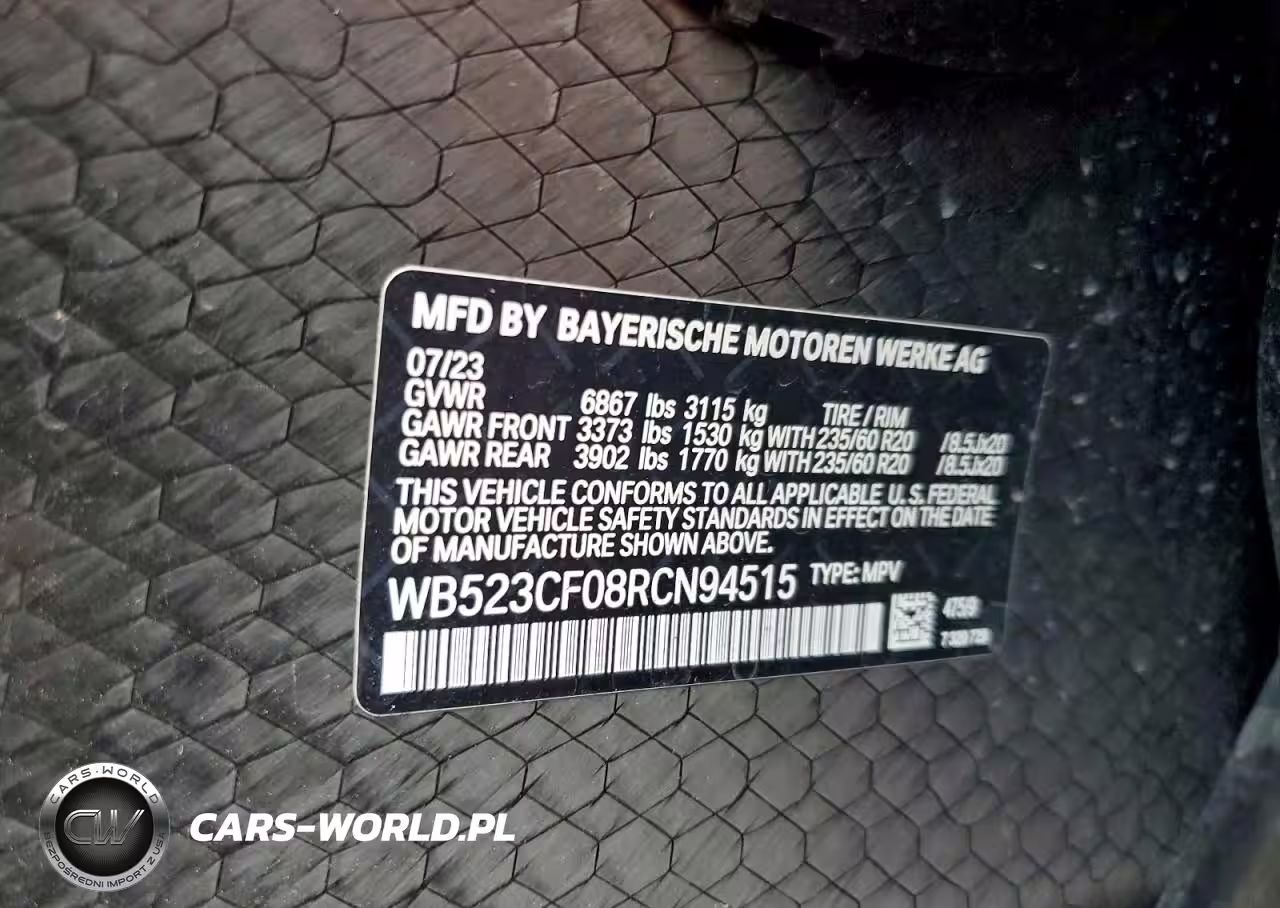 MFD BY BAYERISCHE MOTOREN WERKE AG
07/23
GVWR 6867 lbs 3115 kg TIRE / RIM
GAWR FRONT 3373 lbs 1530 kg WITH 235/60 R20 /8.5Jx20
GAWR REAR 3902 lbs 1770 kg WITH 235/60 R20 /8.5Jx20
THIS VEHICLE CONFORMS TO ALL APPLICABLE U. S. FEDERAL
MOTOR VEHICLE SAFETY STANDARDS IN EFFECT ON THE DATE
OF MANUFACTURE SHOWN ABOVE.
WB523CF08RCN94515 TYPE: MPV
CARS-WORLD
CW
BEZPOŚREDNI IMPORT Z USA
CARS-WORLD.PL